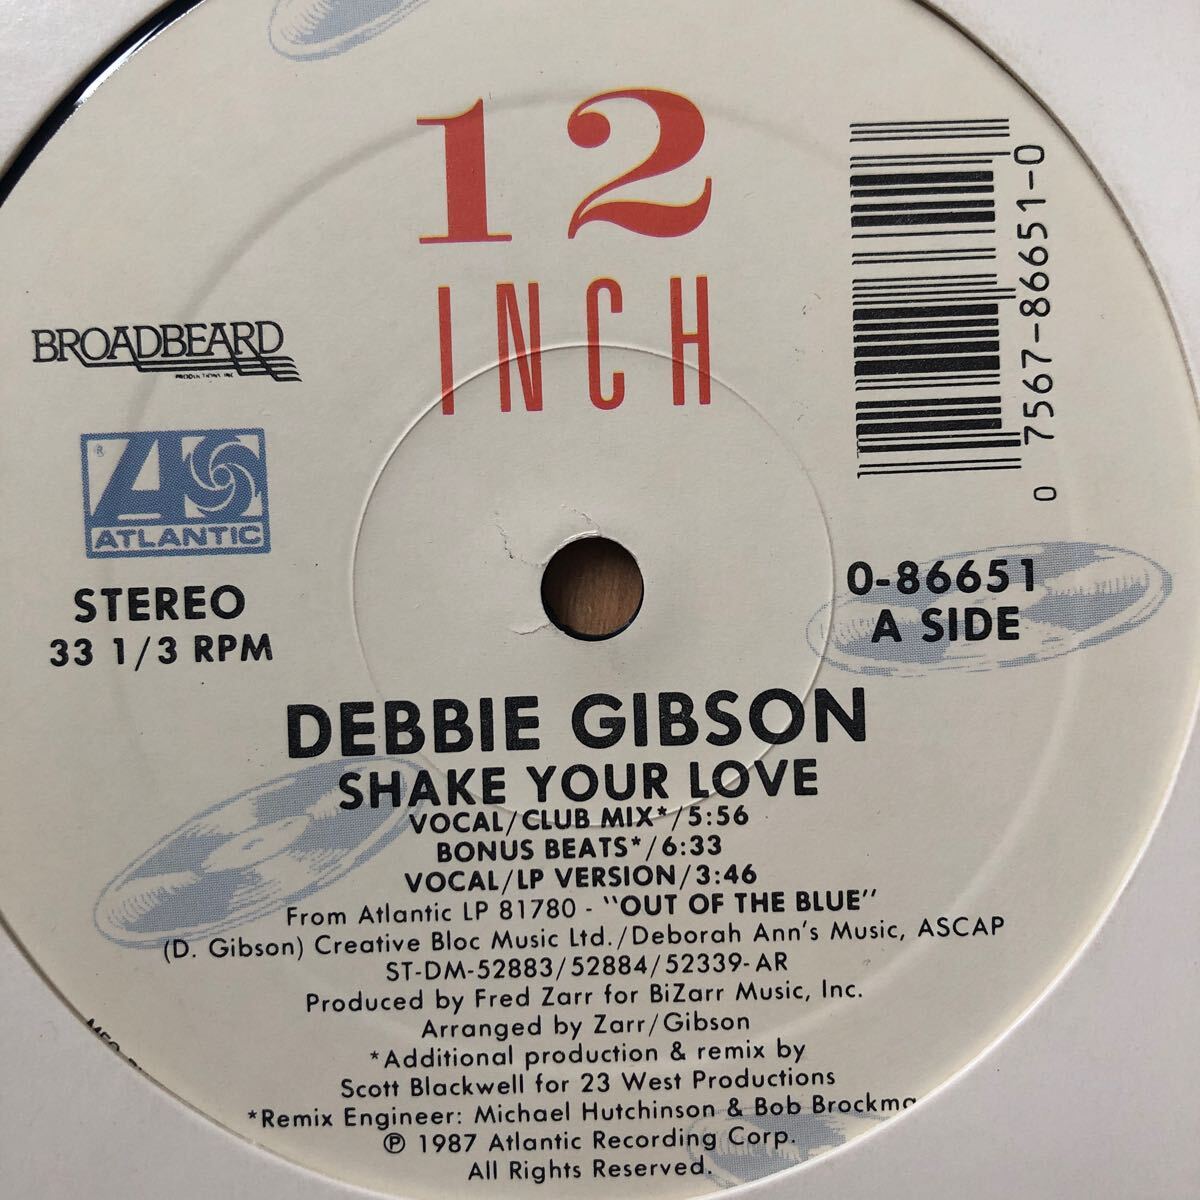 12
INCH
BROADBEARD
PRODUCTIONS INC
ATLANTIC
®
STEREO
33 1/3 RPM
0 7567-86651-0
0-86651
A SIDE
DEBBIE GIBSON
SHAKE YOUR LOVE
VOCAL/CLUB MIX*/5:56
BONUS BEATS*/6:33
VOCAL/LP VERSION/3:46
From Atlantic LP 81780 - "OUT OF THE BLUE"
(D. Gibson) Creative Bloc Music Ltd./Deborah Ann's Music, ASCAP
ST-DM-52883/52884/52339-AR
Produced by Fred Zarr for BiZarr Music, Inc.
Arranged by Zarr/Gibson
*Additional production & remix by
Scott Blackwell for 23 West Productions
*Remix Engineer: Michael Hutchinson & Bob
℗ 1987 Atlantic Recording Corp.
All Rights Reserved.